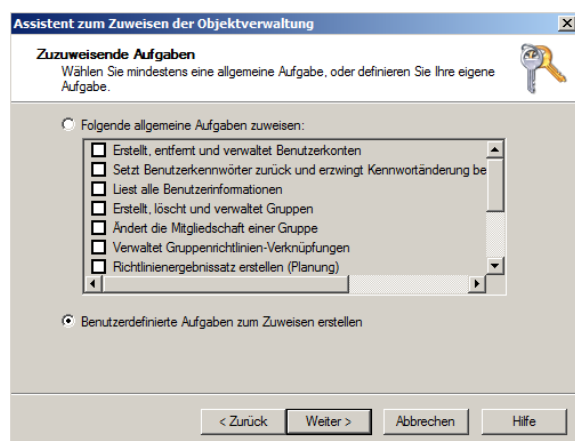 Assistent zum Zuweisen der Objektverwaltung
Zuzuweisende Aufgaben
Wählen Sie mindestens eine allgemeine Aufgabe, oder definieren Sie Ihre eigene
Aufgabe.
Folgende allgemeine Aufgaben zuweisen:
Erstellt, entfernt und verwaltet Benutzerkonten
Setzt Benutzerkennwörter zurück und erzwingt Kennwortänderung be
Liest alle Benutzerinformationen
Erstellt, löscht und verwaltet Gruppen
Ändert die Mitgliedschaft einer Gruppe
Verwaltet Gruppenrichtlinien-Verknüpfungen
Richtlinienergebnissatz erstellen (Planung)
Benutzerdefinierte Aufgaben zum Zuweisen erstellen
< Zurück Weiter > Abbrechen Hilfe